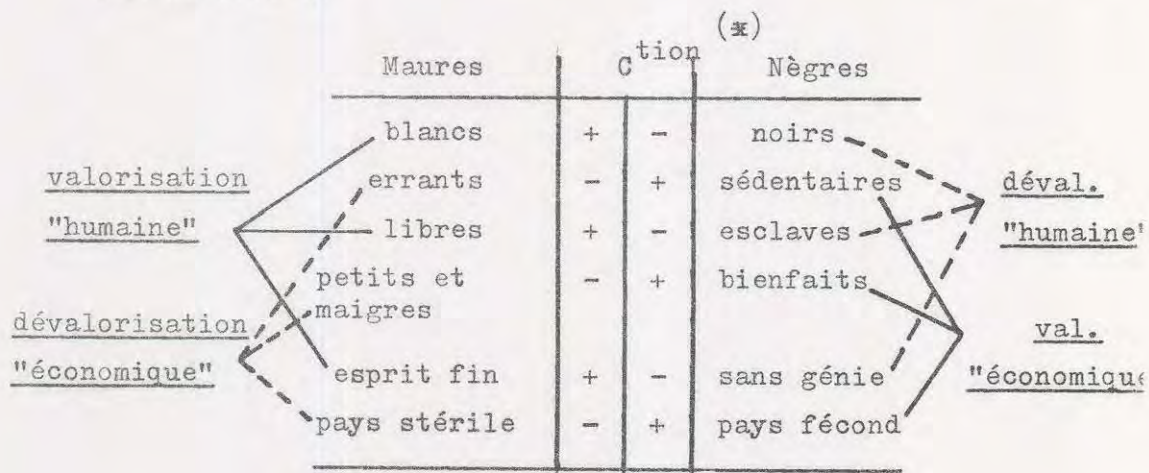 (*)
Maures C tion Nègres
blancs + - noirs
valorisation errants - + sédentaires déval.
"humaine" libres + - esclaves "humaine"
petits et - + bienfaits
dévalorisation maigres val.
"économique" esprit fin + - sans génie "économique
pays stérile - + pays fécond